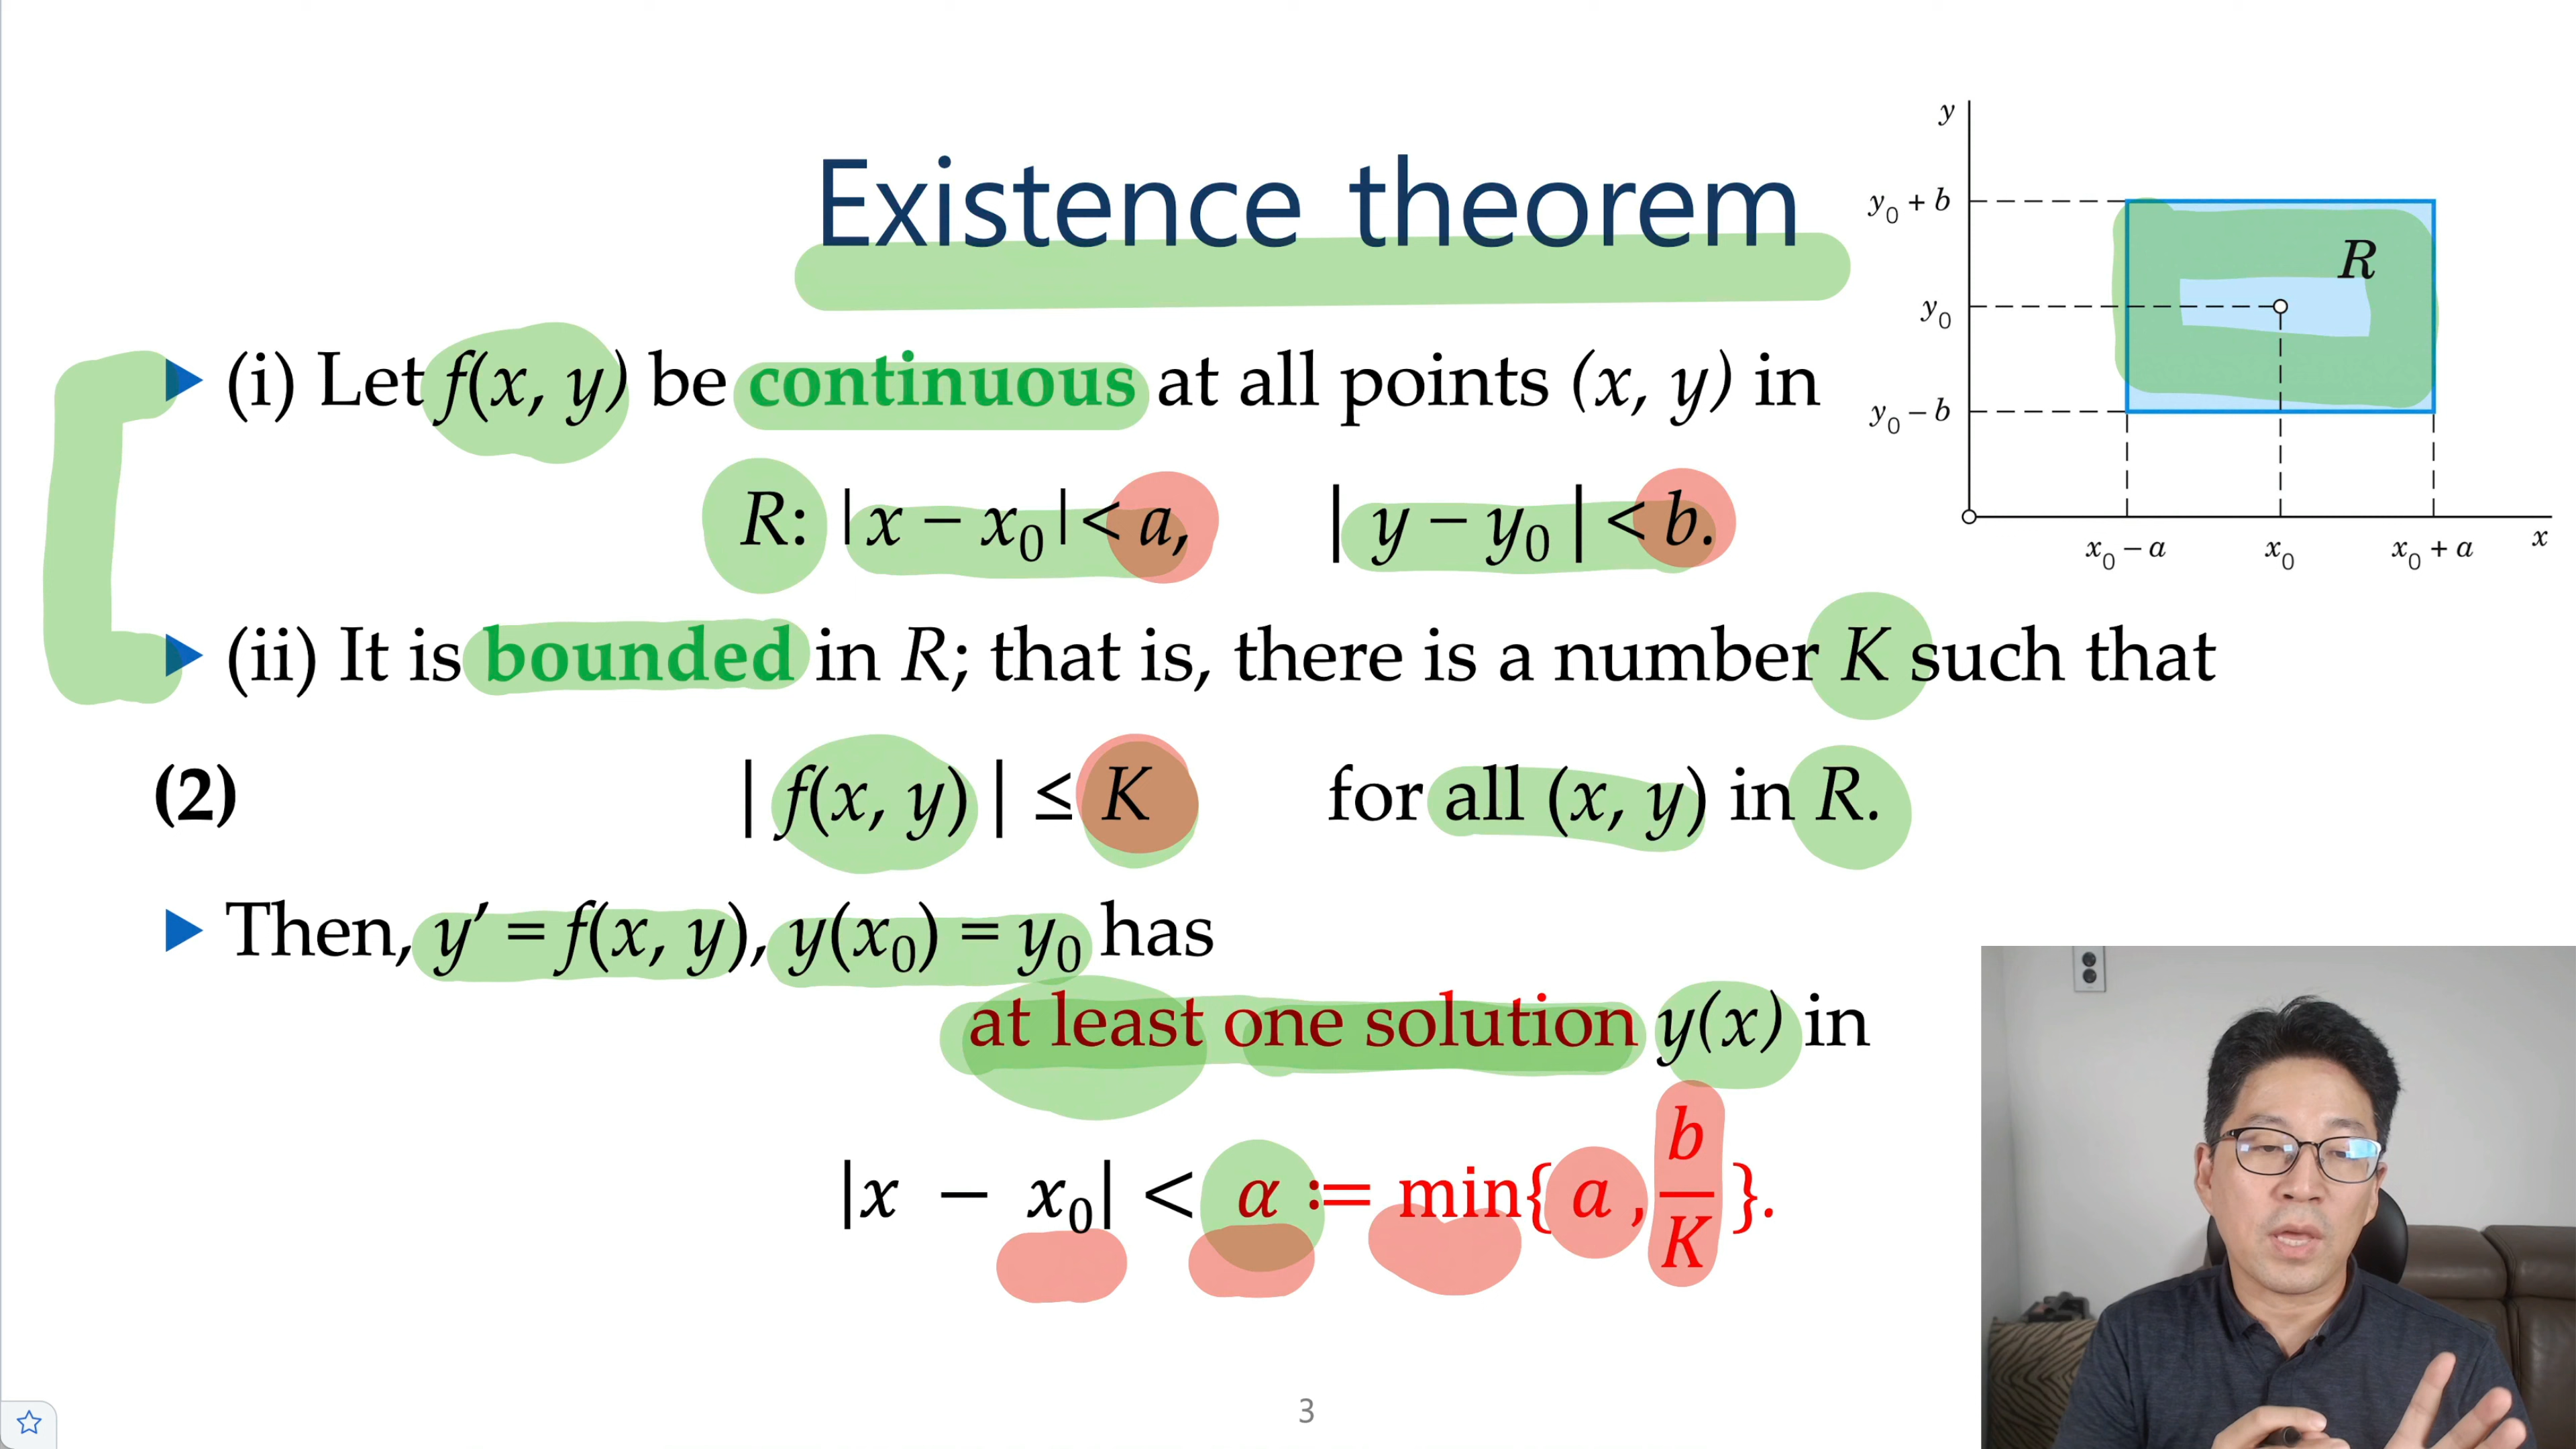 Existence theorem
(i) Let f(x, y) be continuous at all points (x, y) in
R: |x − x₀|< a, | y − y₀ | < b.
(ii) It is bounded in R; that is, there is a number K such that
(2) | f(x, y) | ≤ K for all (x, y) in R.
Then, y′ = f(x, y), y(x₀) = y₀ has
at least one solution y(x) in
|x − x₀| < α := min{ a , b/K }.
y
y₀ + b
R
y₀
y₀ − b
x₀ − a x₀ x₀ + a x
3